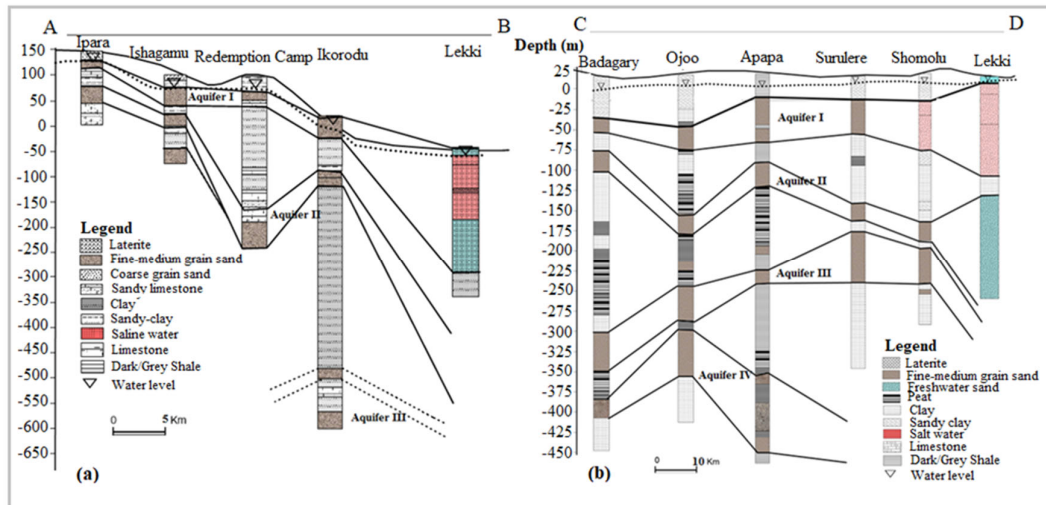 A
B
Ipara
Ishagamu
Redemption Camp
Ikorodu
Lekki
150
100
50
0
-50
-100
-150
-200
-250
-300
-350
-400
-450
-500
-550
-600
-650
Aquifer I
Aquifer II
Aquifer III
Legend
Laterite
Fine-medium grain sand
Coarse grain sand
Sandy limestone
Clay
Sandy-clay
Saline water
Limestone
Dark/Grey Shale
Water level
0 5 Km
(a)
C
D
Depth (m)
Badagary
Ojoo
Apapa
Surulere
Shomolu
Lekki
25
0
-25
-50
-75
-100
-125
-150
-175
-200
-225
-250
-275
-300
-325
-350
-375
-400
-425
-450
Aquifer I
Aquifer II
Aquifer III
Aquifer IV
Legend
Laterite
Fine-medium grain sand
Freshwater sand
Peat
Clay
Sandy clay
Salt water
Limestone
Dark/Grey Shale
Water level
0 10 Km
(b)